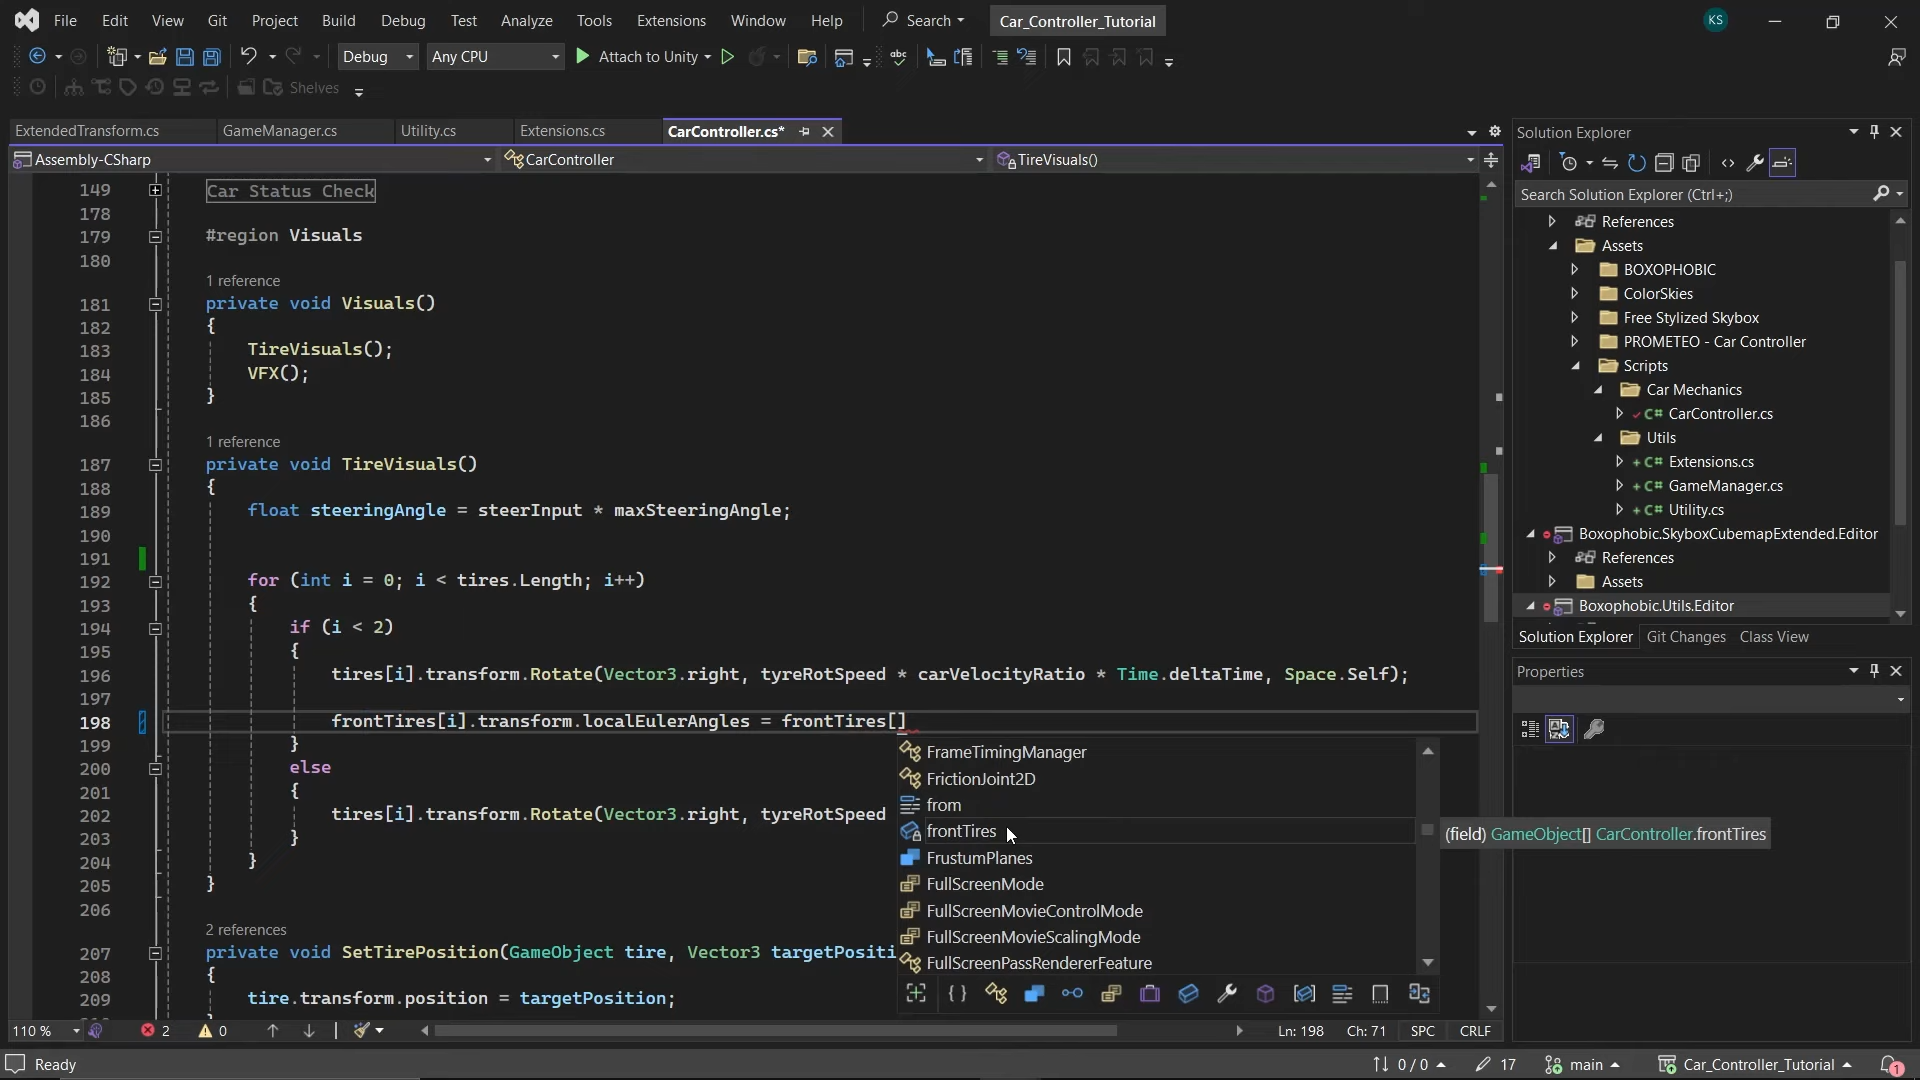 File Edit View Git Project Build Debug Test Analyze Tools Extensions Window Help Search Car_Controller_Tutorial KS
Debug Any CPU Attach to Unity
Shelves
ExtendedTransform.cs GameManager.cs Utility.cs Extensions.cs CarController.cs*
Assembly-CSharp CarController TireVisuals()
149 Car Status Check
178
179 #region Visuals
180
1 reference
181 private void Visuals()
182 {
183 TireVisuals();
184 VFX();
185 }
186
1 reference
187 private void TireVisuals()
188 {
189 float steeringAngle = steerInput * maxSteeringAngle;
190
191
192 for (int i = 0; i < tires.Length; i++)
193 {
194 if (i < 2)
195 {
196 tires[i].transform.Rotate(Vector3.right, tyreRotSpeed * carVelocityRatio * Time.deltaTime, Space.Self);
197
198 frontTires[i].transform.localEulerAngles = frontTires[]
199 }
200 else
201 {
202 tires[i].transform.Rotate(Vector3.right, tyreRotSpeed
203 }
204 }
205 }
206
2 references
207 private void SetTirePosition(GameObject tire, Vector3 targetPositi
208 {
209 tire.transform.position = targetPosition;
FrameTimingManager
FrictionJoint2D
from
frontTires
FrustumPlanes
FullScreenMode
FullScreenMovieControlMode
FullScreenMovieScalingMode
FullScreenPassRendererFeature
(field) GameObject[] CarController.frontTires
Solution Explorer
Search Solution Explorer (Ctrl+;)
References
Assets
BOXOPHOBIC
ColorSkies
Free Stylized Skybox
PROMETEO - Car Controller
Scripts
Car Mechanics
C# CarController.cs
Utils
C# Extensions.cs
C# GameManager.cs
C# Utility.cs
Boxophobic.SkyboxCubemapExtended.Editor
References
Assets
Boxophobic.Utils.Editor
Solution Explorer Git Changes Class View
Properties
110 % 2 0 Ln: 198 Ch: 71 SPC CRLF
Ready 0 / 0 17 main Car_Controller_Tutorial 1